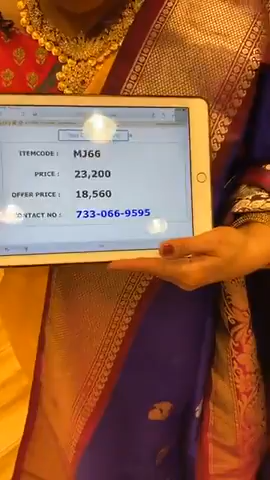 ITEMCODE : MJ66
PRICE : 23,200
OFFER PRICE : 18,560
CONTACT NO : 733-066-9595